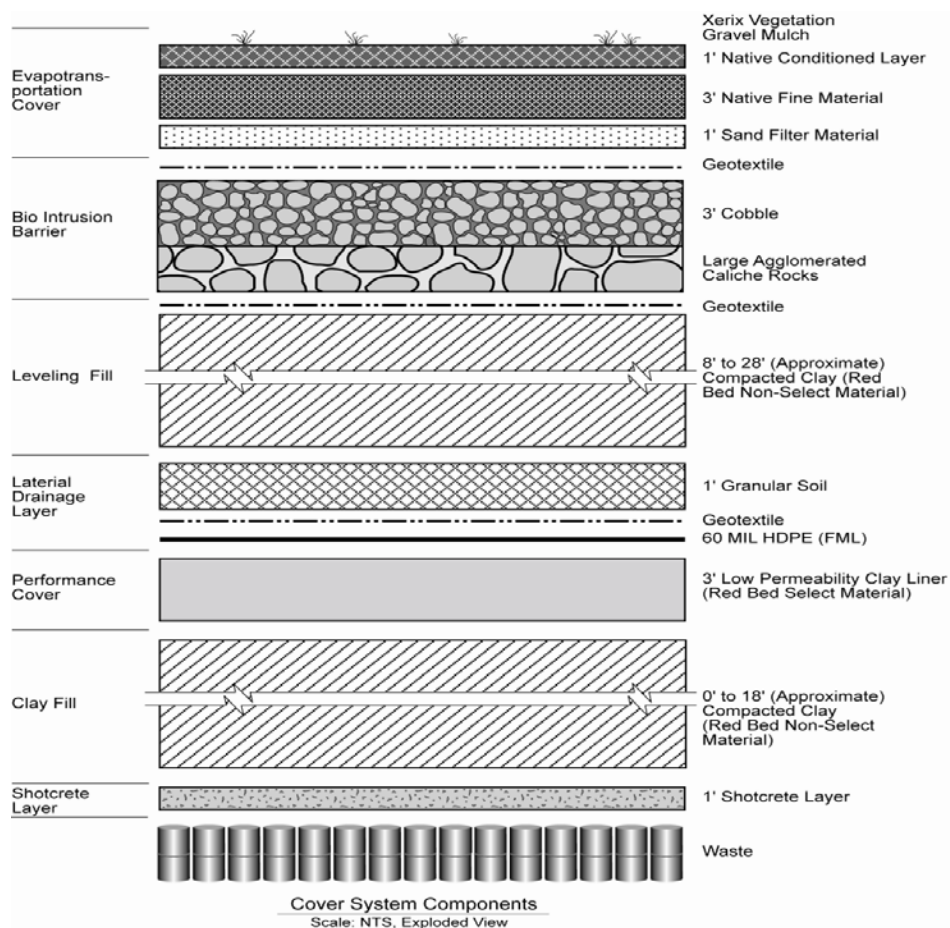 Xerix Vegetation
Gravel Mulch
1' Native Conditioned Layer
Evapotrans-
portation
Cover
3' Native Fine Material
1' Sand Filter Material
Geotextile
Bio Intrusion
Barrier
3' Cobble
Large Agglomerated
Caliche Rocks
Geotextile
Leveling Fill
8' to 28' (Approximate)
Compacted Clay (Red
Bed Non-Select Material)
Laterial
Drainage
Layer
1' Granular Soil
Geotextile
60 MIL HDPE (FML)
Performance
Cover
3' Low Permeability Clay Liner
(Red Bed Select Material)
Clay Fill
0' to 18' (Approximate)
Compacted Clay
(Red Bed Non-Select
Material)
Shotcrete
Layer
1' Shotcrete Layer
Waste
Cover System Components
Scale: NTS, Exploded View